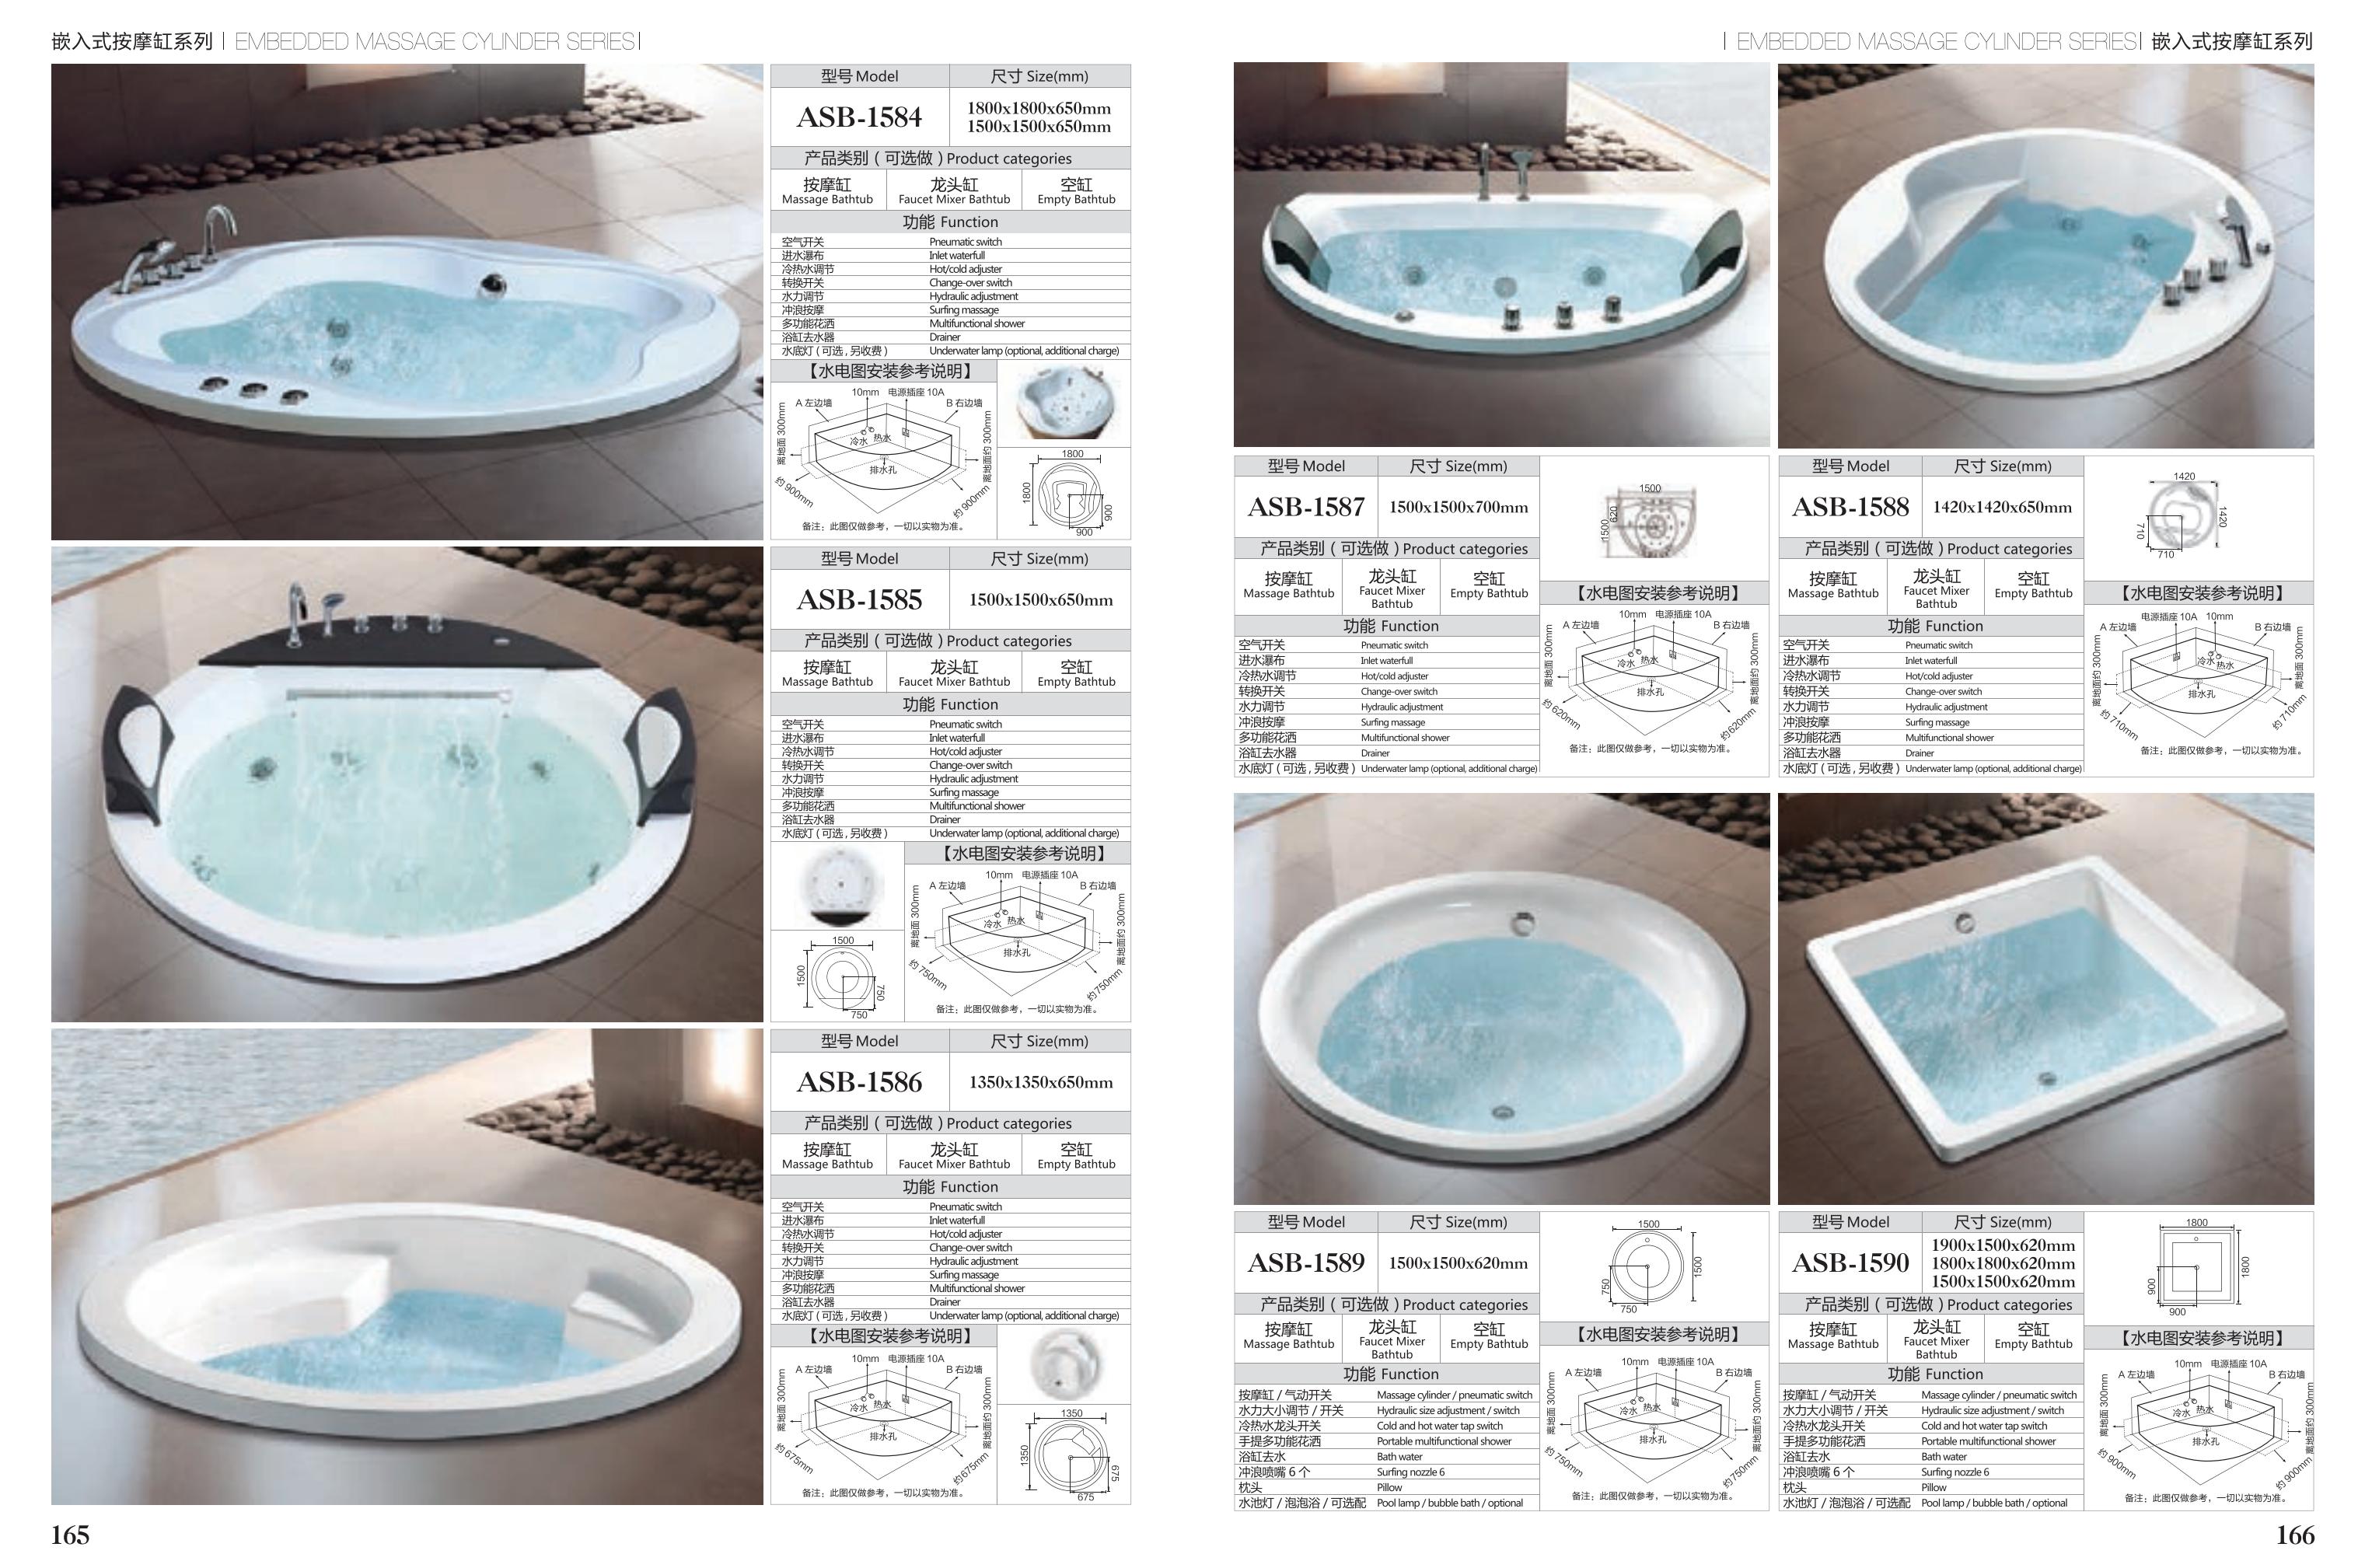 嵌入式按摩缸系列 | EMBEDDED MASSAGE CYLINDER SERIES|
型号 Model 尺寸 Size(mm)
ASB-1584 1800x1800x650mm
1500x1500x650mm
产品类别 ( 可选做 ) Product categories
按摩缸 龙头缸 空缸
Massage Bathtub Faucet Mixer Bathtub Empty Bathtub
功能 Function
空气开关 Pneumatic switch
进水瀑布 Inlet waterfull
冷热水调节 Hot/cold adjuster
转换开关 Change-over switch
水力调节 Hydraulic adjustment
冲浪按摩 Surfing massage
多功能花洒 Multifunctional shower
浴缸去水器 Drainer
水底灯 ( 可选 , 另收费 ) Underwater lamp (optional, additional charge)
【水电图安装参考说明】
10mm 电源插座 10A
A 左边墙 B 右边墙
离地面 300mm 离地面约 300mm
冷水 热水
排水孔
约 900mm 约 900mm
备注：此图仅做参考，一切以实物为准。
1800
1800
900
900
型号 Model 尺寸 Size(mm)
ASB-1585 1500x1500x650mm
产品类别 ( 可选做 ) Product categories
按摩缸 龙头缸 空缸
Massage Bathtub Faucet Mixer Bathtub Empty Bathtub
功能 Function
空气开关 Pneumatic switch
进水瀑布 Inlet waterfull
冷热水调节 Hot/cold adjuster
转换开关 Change-over switch
水力调节 Hydraulic adjustment
冲浪按摩 Surfing massage
多功能花洒 Multifunctional shower
浴缸去水器 Drainer
水底灯 ( 可选 , 另收费 ) Underwater lamp (optional, additional charge)
【水电图安装参考说明】
10mm 电源插座 10A
A 左边墙 B 右边墙
离地面 300mm 离地面约 300mm
冷水 热水
排水孔
约 750mm 约 750mm
备注：此图仅做参考，一切以实物为准。
1500
1500
750
750
型号 Model 尺寸 Size(mm)
ASB-1586 1350x1350x650mm
产品类别 ( 可选做 ) Product categories
按摩缸 龙头缸 空缸
Massage Bathtub Faucet Mixer Bathtub Empty Bathtub
功能 Function
空气开关 Pneumatic switch
进水瀑布 Inlet waterfull
冷热水调节 Hot/cold adjuster
转换开关 Change-over switch
水力调节 Hydraulic adjustment
冲浪按摩 Surfing massage
多功能花洒 Multifunctional shower
浴缸去水器 Drainer
水底灯 ( 可选 , 另收费 ) Underwater lamp (optional, additional charge)
【水电图安装参考说明】
10mm 电源插座 10A
A 左边墙 B 右边墙
离地面 300mm 离地面约 300mm
冷水 热水
排水孔
约 675mm 约 675mm
备注：此图仅做参考，一切以实物为准。
1350
1350
675
675
165
| EMBEDDED MASSAGE CYLINDER SERIES| 嵌入式按摩缸系列
型号 Model 尺寸 Size(mm)
ASB-1587 1500x1500x700mm
产品类别 ( 可选做 ) Product categories
按摩缸 龙头缸 空缸
Massage Bathtub Faucet Mixer Empty Bathtub
Bathtub
功能 Function
空气开关 Pneumatic switch
进水瀑布 Inlet waterfull
冷热水调节 Hot/cold adjuster
转换开关 Change-over switch
水力调节 Hydraulic adjustment
冲浪按摩 Surfing massage
多功能花洒 Multifunctional shower
浴缸去水器 Drainer
水底灯 ( 可选 , 另收费 ) Underwater lamp (optional, additional charge)
1500
1500
620
【水电图安装参考说明】
10mm 电源插座 10A
A 左边墙 B 右边墙
离地面 300mm 离地面约 300mm
冷水 热水
排水孔
约 620mm 约 620mm
备注：此图仅做参考，一切以实物为准。
型号 Model 尺寸 Size(mm)
ASB-1588 1420x1420x650mm
产品类别 ( 可选做 ) Product categories
按摩缸 龙头缸 空缸
Massage Bathtub Faucet Mixer Empty Bathtub
Bathtub
功能 Function
空气开关 Pneumatic switch
进水瀑布 Inlet waterfull
冷热水调节 Hot/cold adjuster
转换开关 Change-over switch
水力调节 Hydraulic adjustment
冲浪按摩 Surfing massage
多功能花洒 Multifunctional shower
浴缸去水器 Drainer
水底灯 ( 可选 , 另收费 ) Underwater lamp (optional, additional charge)
1420
1420
710
710
【水电图安装参考说明】
电源插座 10A 10mm
A 左边墙 B 右边墙
离地面约 300mm 离地面 300mm
冷水 热水
排水孔
约 710mm 约 710mm
备注：此图仅做参考，一切以实物为准。
型号 Model 尺寸 Size(mm)
ASB-1589 1500x1500x620mm
产品类别 ( 可选做 ) Product categories
按摩缸 龙头缸 空缸
Massage Bathtub Faucet Mixer Empty Bathtub
Bathtub
功能 Function
按摩缸 / 气动开关 Massage cylinder / pneumatic switch
水力大小调节 / 开关 Hydraulic size adjustment / switch
冷热水龙头开关 Cold and hot water tap switch
手提多功能花洒 Portable multifunctional shower
浴缸去水 Bath water
冲浪喷嘴 6 个 Surfing nozzle 6
枕头 Pillow
水池灯 / 泡泡浴 / 可选配 Pool lamp / bubble bath / optional
1500
1500
750
750
【水电图安装参考说明】
10mm 电源插座 10A
A 左边墙 B 右边墙
离地面 300mm 离地面约 300mm
冷水 热水
排水孔
约 750mm 约 750mm
备注：此图仅做参考，一切以实物为准。
型号 Model 尺寸 Size(mm)
ASB-1590 1900x1500x620mm
1800x1800x620mm
1500x1500x620mm
产品类别 ( 可选做 ) Product categories
按摩缸 龙头缸 空缸
Massage Bathtub Faucet Mixer Empty Bathtub
Bathtub
功能 Function
按摩缸 / 气动开关 Massage cylinder / pneumatic switch
水力大小调节 / 开关 Hydraulic size adjustment / switch
冷热水龙头开关 Cold and hot water tap switch
手提多功能花洒 Portable multifunctional shower
浴缸去水 Bath water
冲浪喷嘴 6 个 Surfing nozzle 6
枕头 Pillow
水池灯 / 泡泡浴 / 可选配 Pool lamp / bubble bath / optional
1800
1800
900
900
【水电图安装参考说明】
10mm 电源插座 10A
A 左边墙 B 右边墙
离地面 300mm 离地面约 300mm
冷水 热水
排水孔
约 900mm 约 900mm
备注：此图仅做参考，一切以实物为准。
166